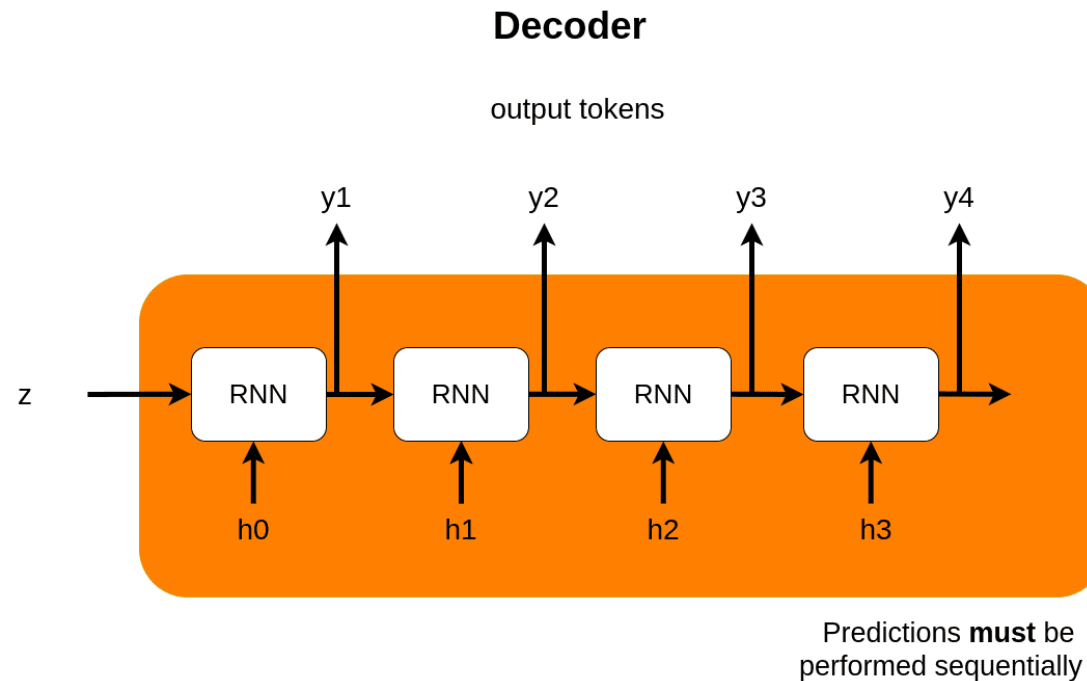 Decoder
output tokens
y1 y2 y3 y4
z RNN RNN RNN RNN
h0 h1 h2 h3
Predictions must be
performed sequentially